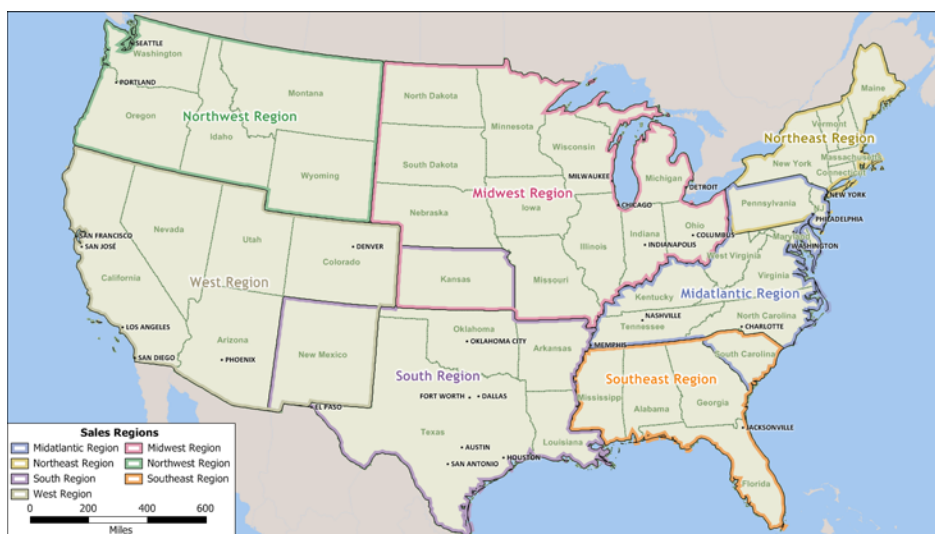 SEATTLE
Washington
PORTLAND
Oregon
Idaho
Montana
Northwest Region
Wyoming
North Dakota
South Dakota
Nebraska
Minnesota
Wisconsin
MILWAUKEE
Michigan
DETROIT
Midwest Region
Iowa
CHICAGO
Illinois
Indiana
INDIANAPOLIS
Ohio
COLUMBUS
Missouri
Kansas
Maine
Vermont
Northeast Region
New York
Massachusetts
Connecticut
NEW YORK
Pennsylvania
NJ
PHILADELPHIA
Maryland
WASHINGTON
West Virginia
Virginia
Kentucky
Midatlantic Region
NASHVILLE
Tennessee
North Carolina
CHARLOTTE
MEMPHIS
South Carolina
SAN FRANCISCO
SAN JOSÉ
Nevada
Utah
DENVER
Colorado
California
West Region
LOS ANGELES
SAN DIEGO
Arizona
PHOENIX
New Mexico
EL PASO
Oklahoma
OKLAHOMA CITY
Arkansas
South Region
FORT WORTH
DALLAS
Texas
AUSTIN
SAN ANTONIO
HOUSTON
Louisiana
Southeast Region
Mississippi
Alabama
Georgia
JACKSONVILLE
Florida
Sales Regions
Midatlantic Region
Midwest Region
Northeast Region
Northwest Region
South Region
Southeast Region
West Region
0 200 400 600
Miles